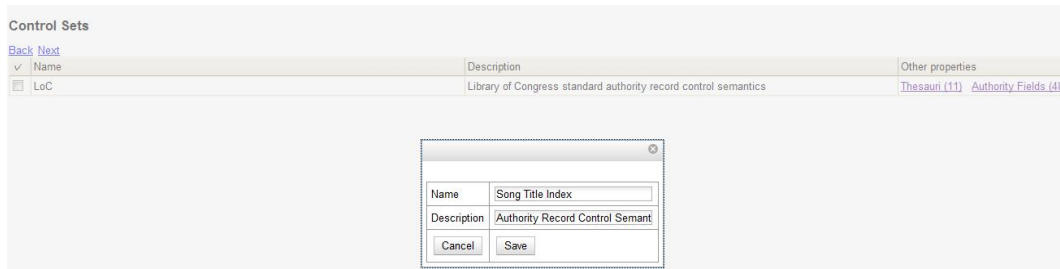 Control Sets
Back Next
✓ Name Description Other properties
LoC Library of Congress standard authority record control semantics Thesauri (11) Authority Fields (48
Name Song Title Index
Description Authority Record Control Semant
Cancel Save